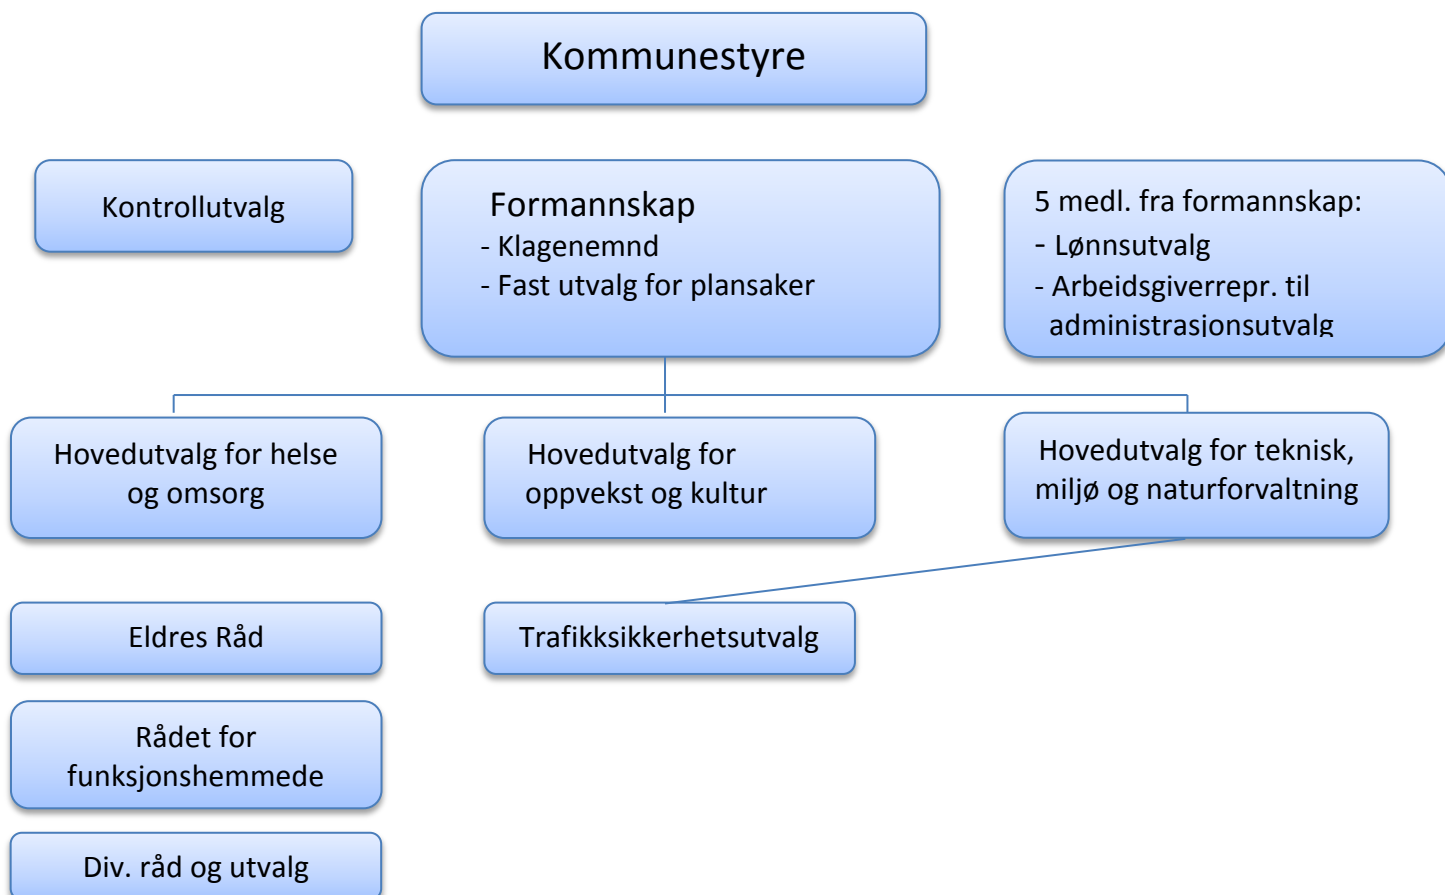 Kommunestyre
Kontrollutvalg
Formannskap
- Klagenemnd
- Fast utvalg for plansaker
5 medl. fra formannskap:
- Lønnsutvalg
- Arbeidsgiverrepr. til
administrasjonsutvalg
Hovedutvalg for helse
og omsorg
Hovedutvalg for
oppvekst og kultur
Hovedutvalg for teknisk,
miljø og naturforvaltning
Eldres Råd
Trafikksikkerhetsutvalg
Rådet for
funksjonshemmede
Div. råd og utvalg